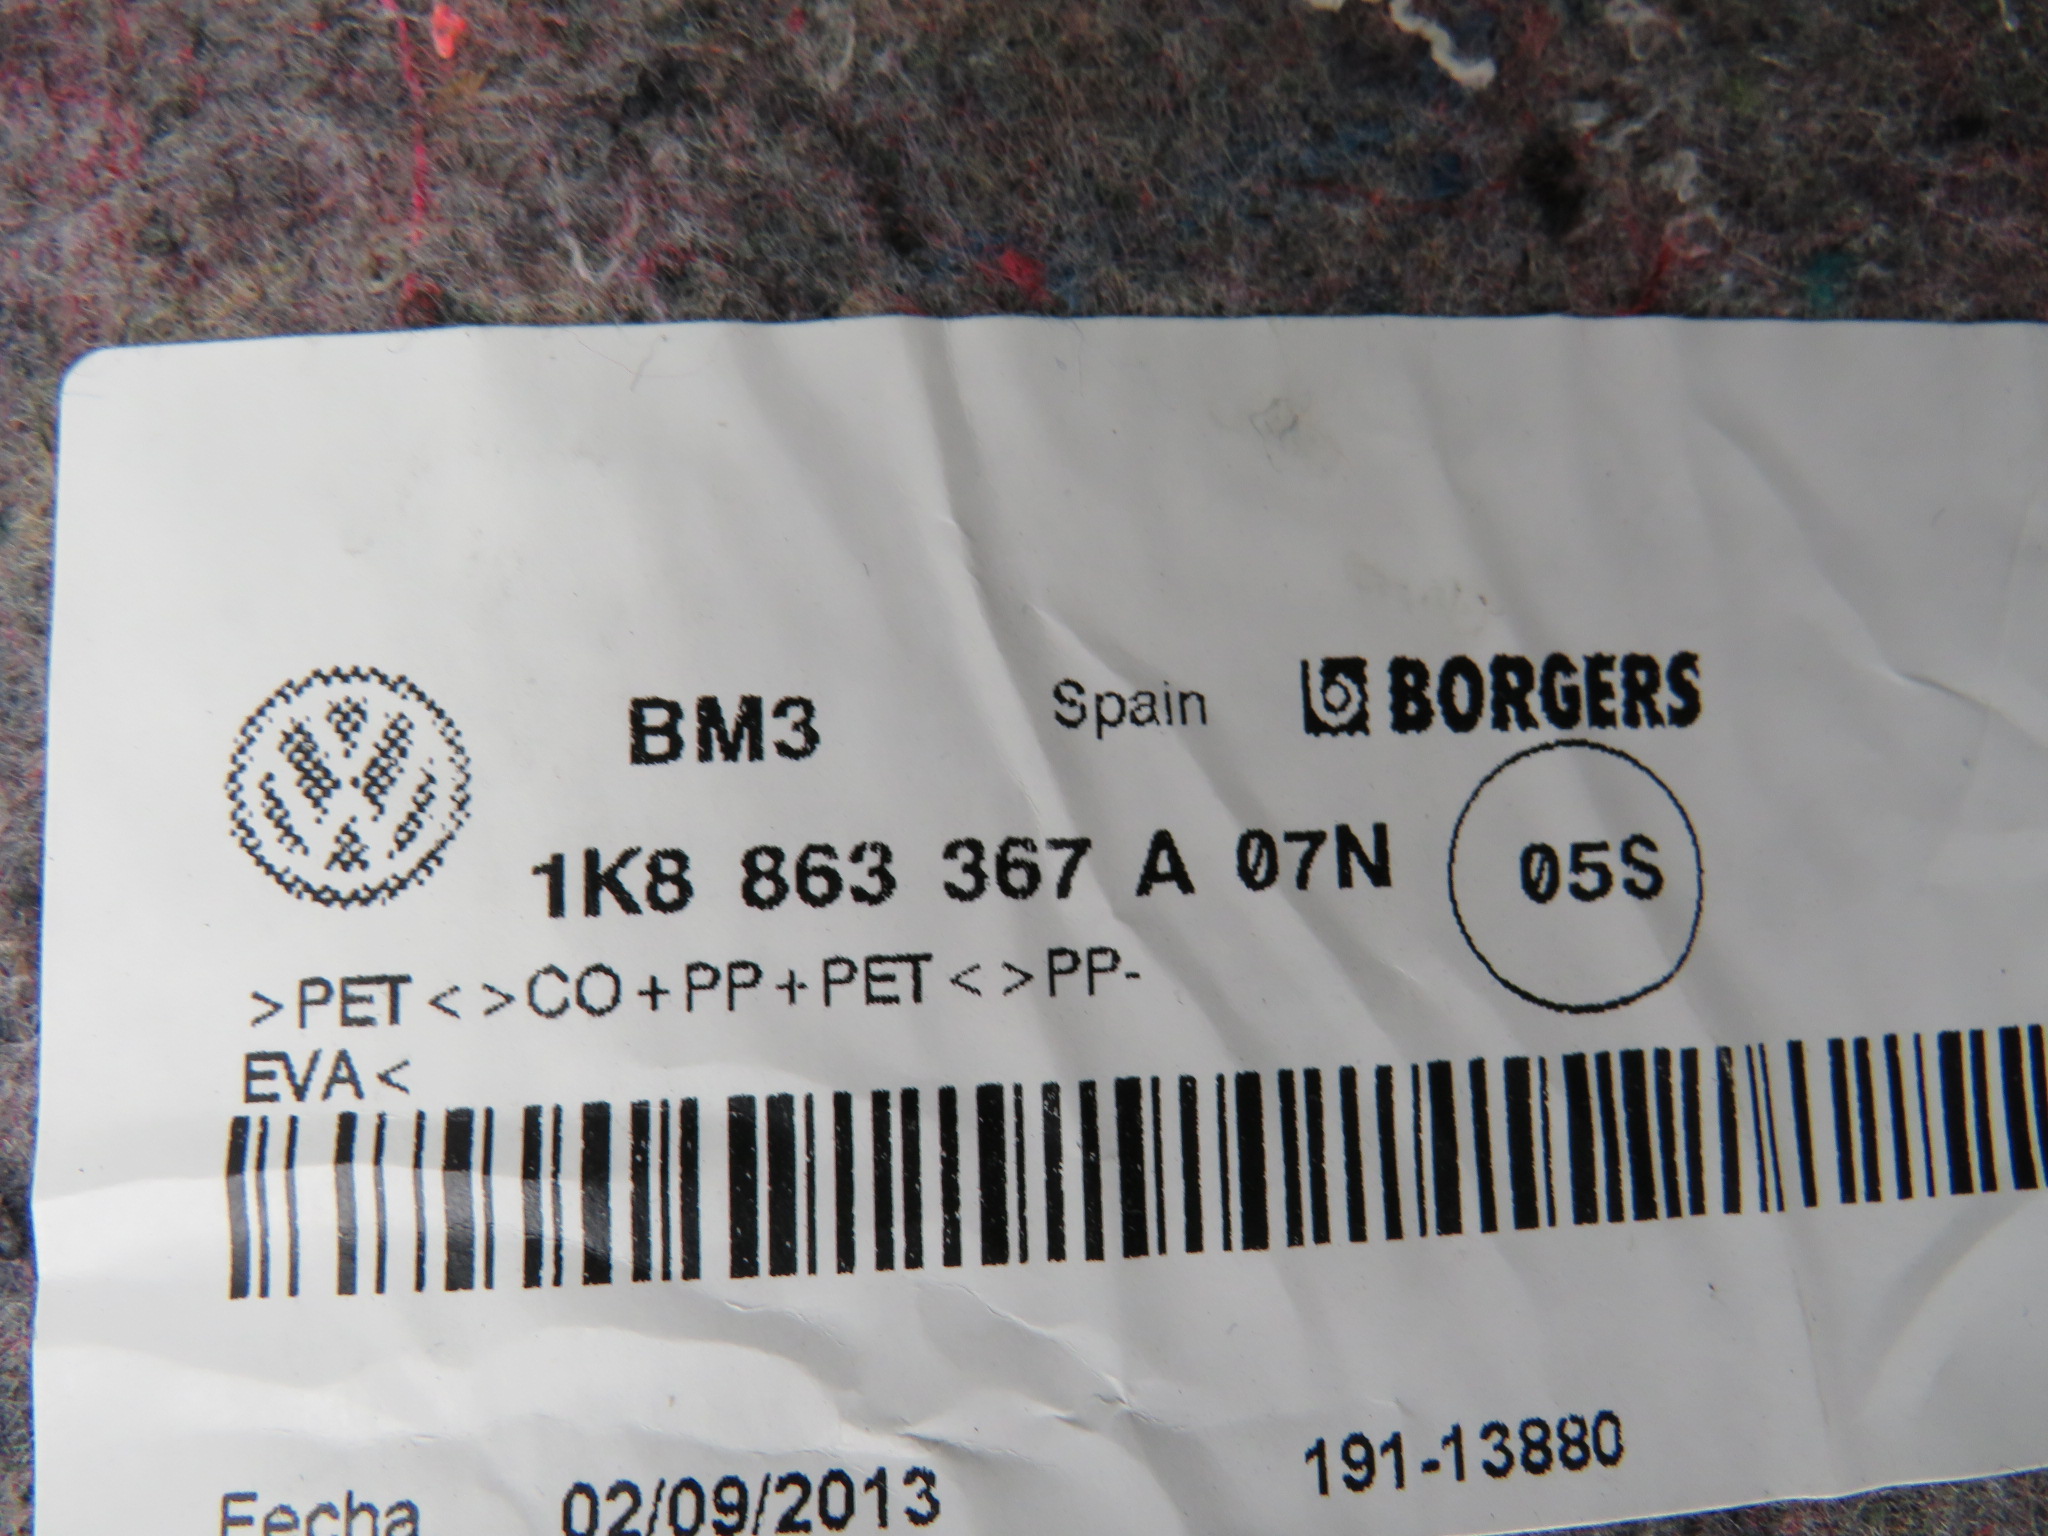 BM3 Spain BORGERS
1K8 863 367 A 07N 05S
>PET< >CO+PP+PET< >PP-
EVA<
Fecha 02/09/2013 191-13880